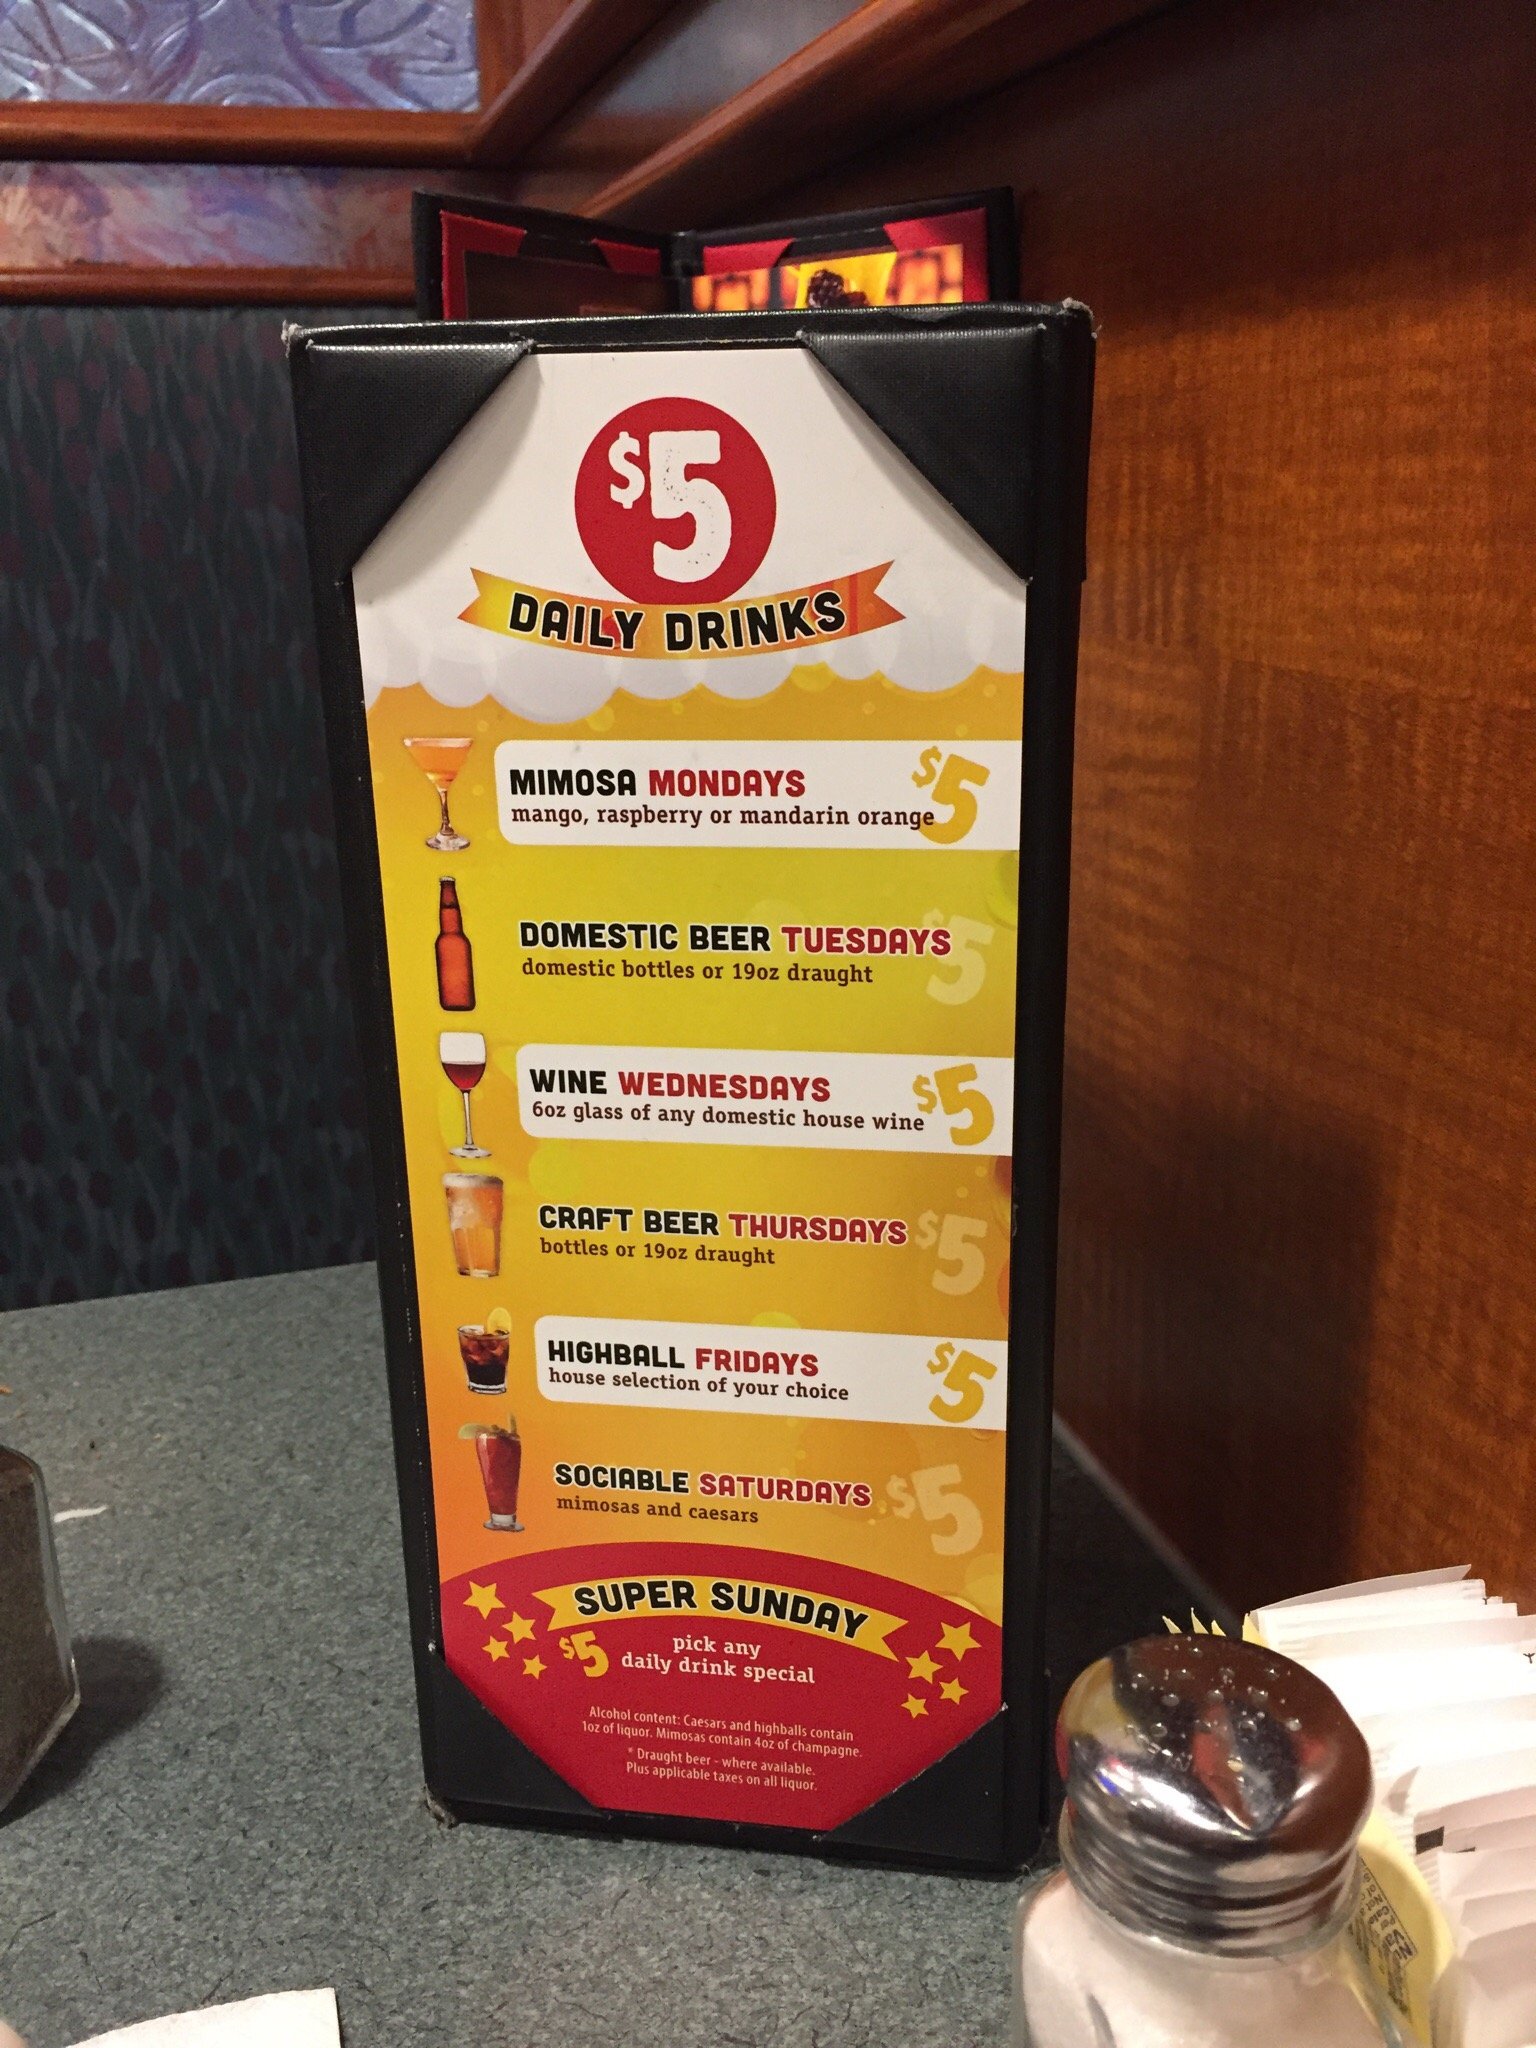 $5
DAILY DRINKS
MIMOSA MONDAYS $5
mango, raspberry or mandarin orange
DOMESTIC BEER TUESDAYS $5
domestic bottles or 19oz draught
WINE WEDNESDAYS $5
6oz glass of any domestic house wine
CRAFT BEER THURSDAYS $5
bottles or 19oz draught
HIGHBALL FRIDAYS $5
house selection of your choice
SOCIABLE SATURDAYS $5
mimosas and caesars
SUPER SUNDAY
$5 pick any
daily drink special
Alcohol content: Caesars and highballs contain
1oz of liquor. Mimosas contain 4oz of champagne.
* Draught beer - where available.
Plus applicable taxes on all liquor.